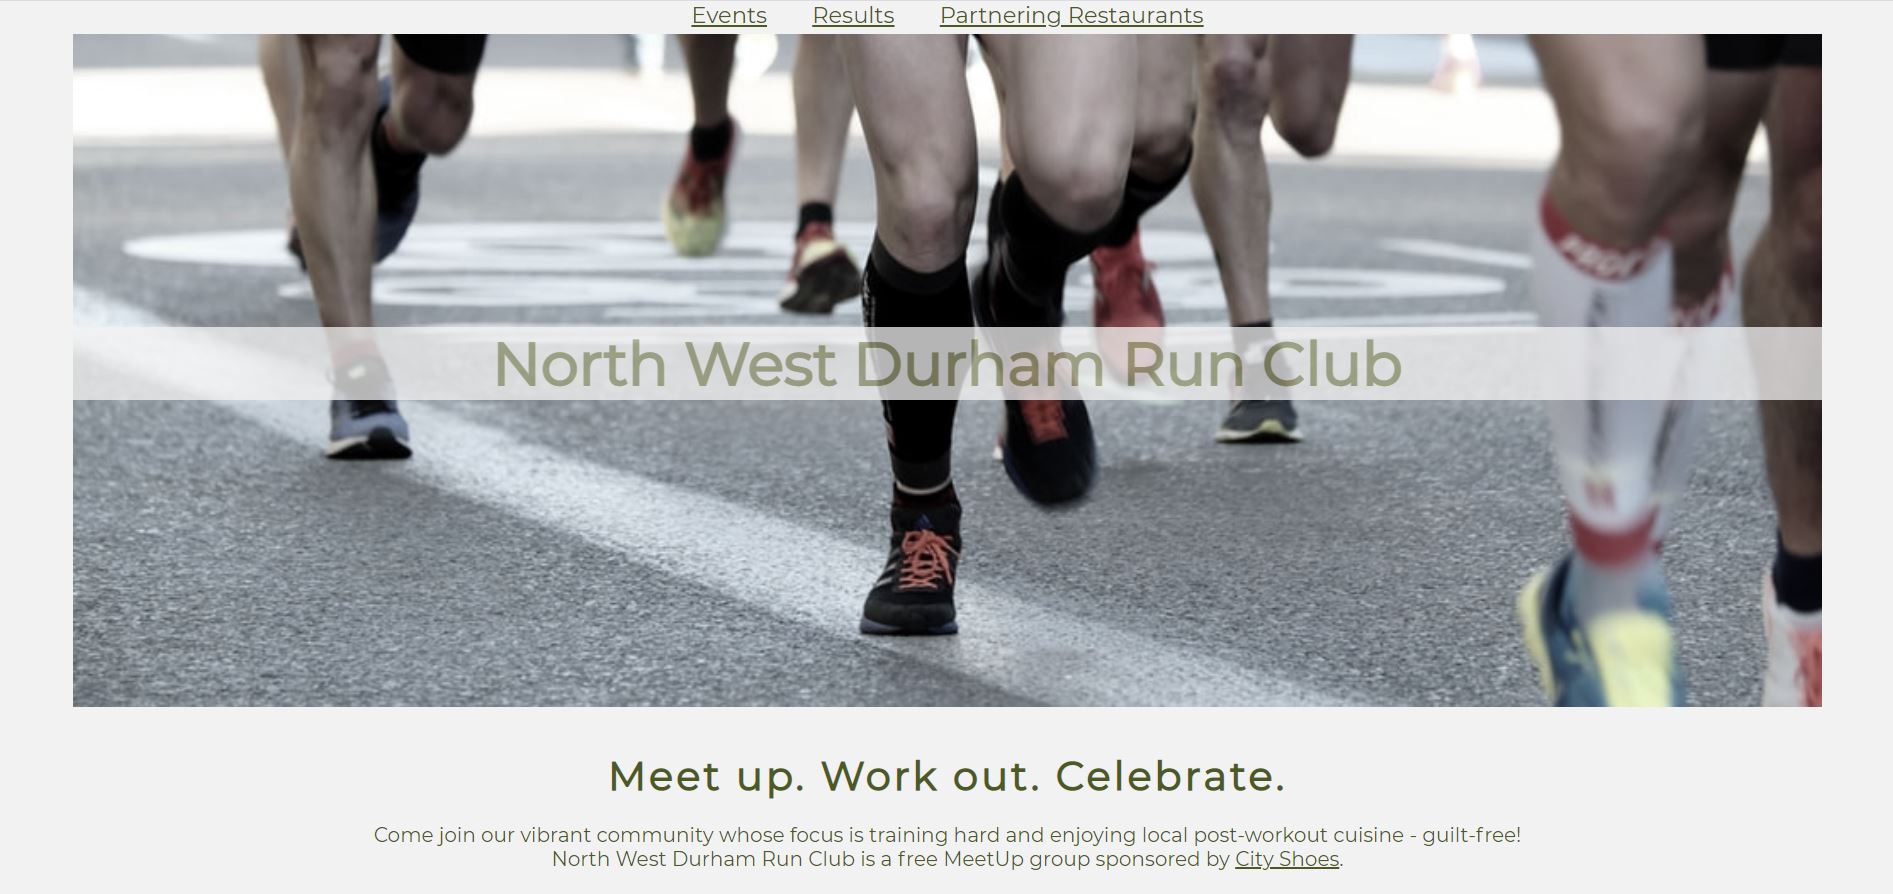 Events Results Partnering Restaurants
North West Durham Run Club
Meet up. Work out. Celebrate.
Come join our vibrant community whose focus is training hard and enjoying local post-workout cuisine - guilt-free!
North West Durham Run Club is a free MeetUp group sponsored by City Shoes.